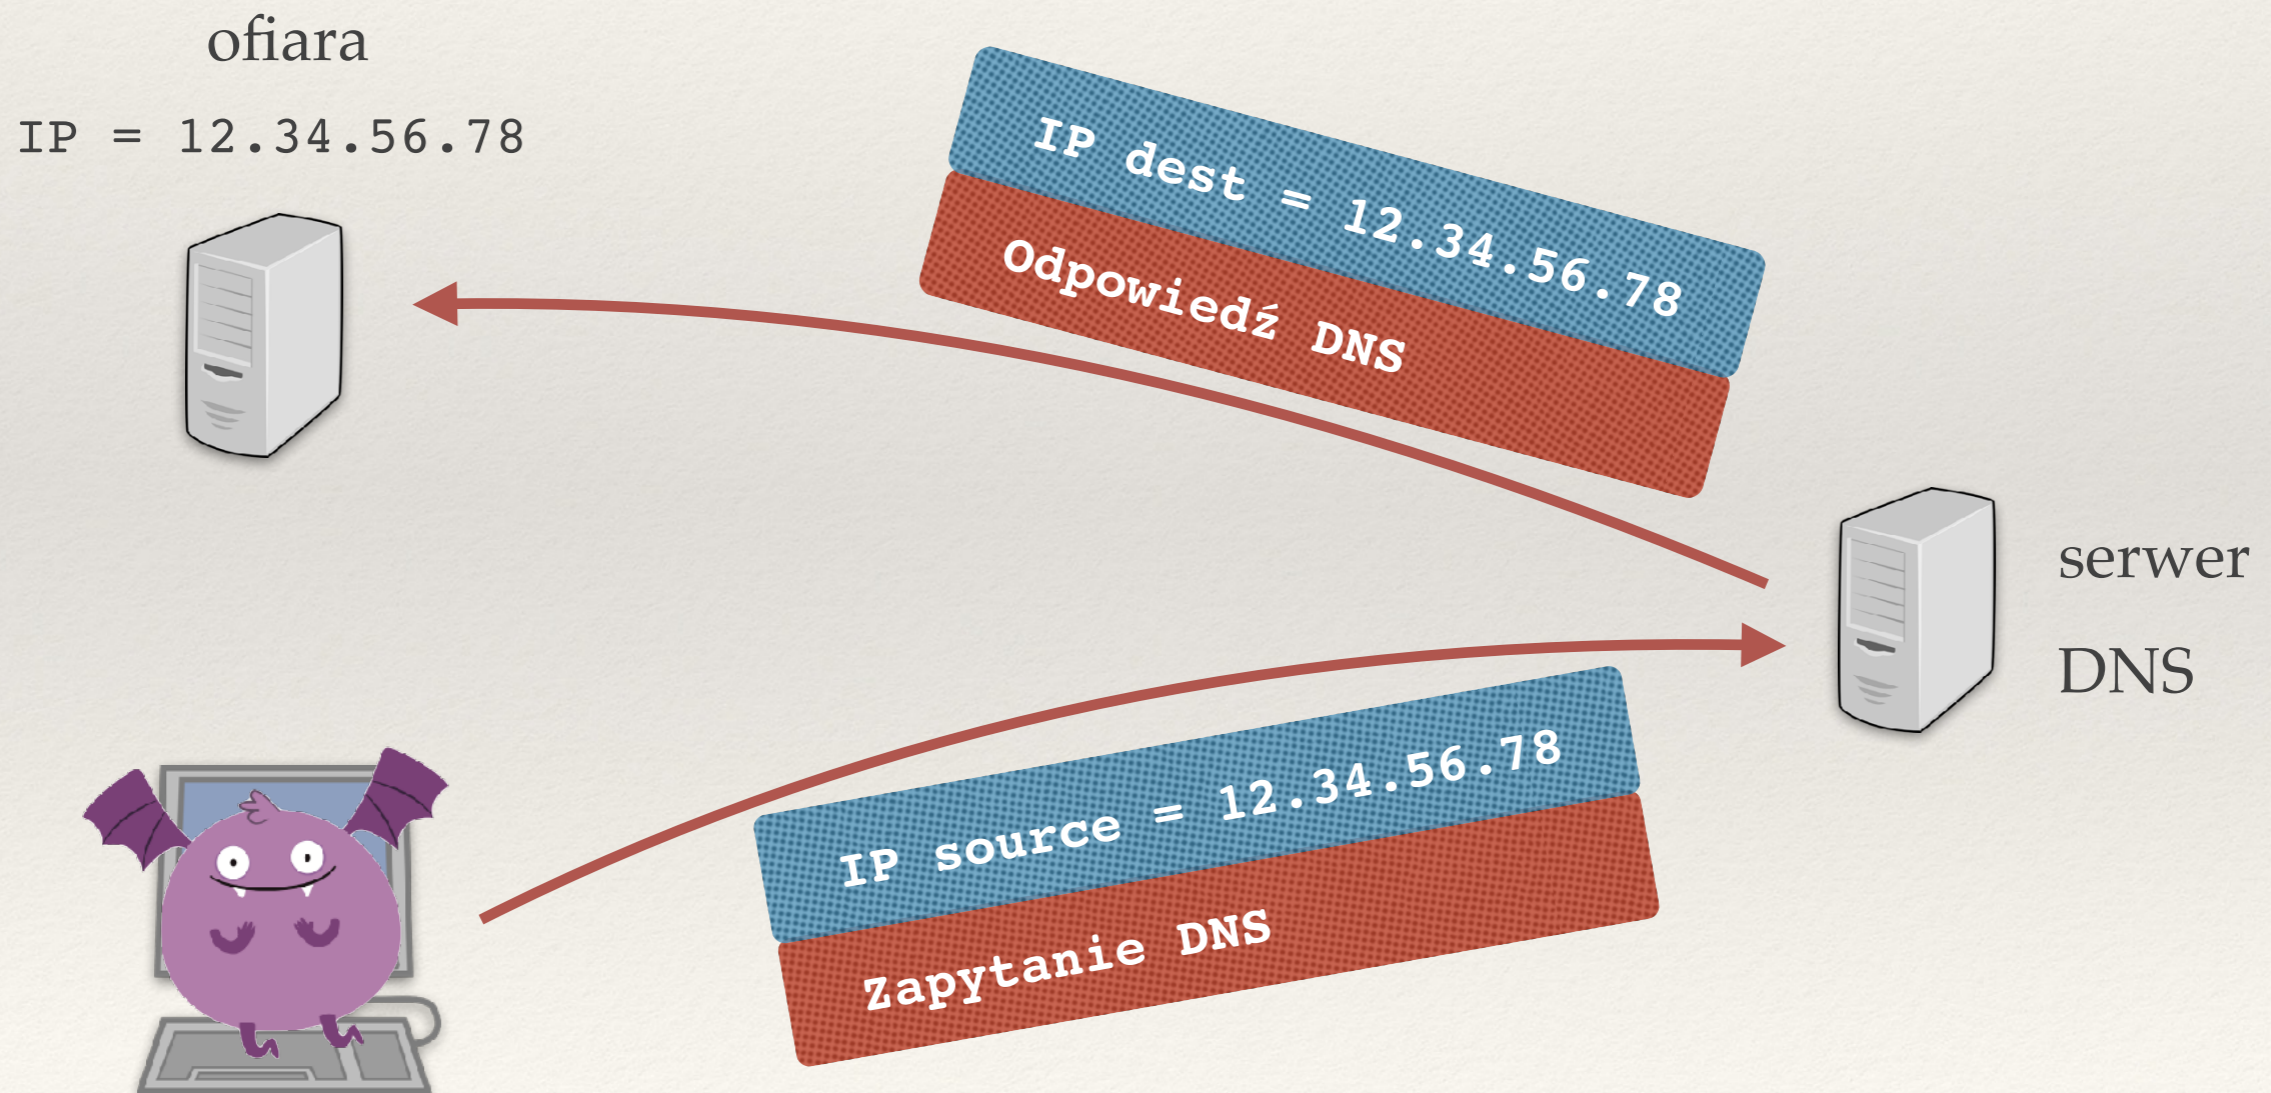 ofiara
IP = 12.34.56.78
IP dest = 12.34.56.78
Odpowiedź DNS
serwer
DNS
IP source = 12.34.56.78
Zapytanie DNS